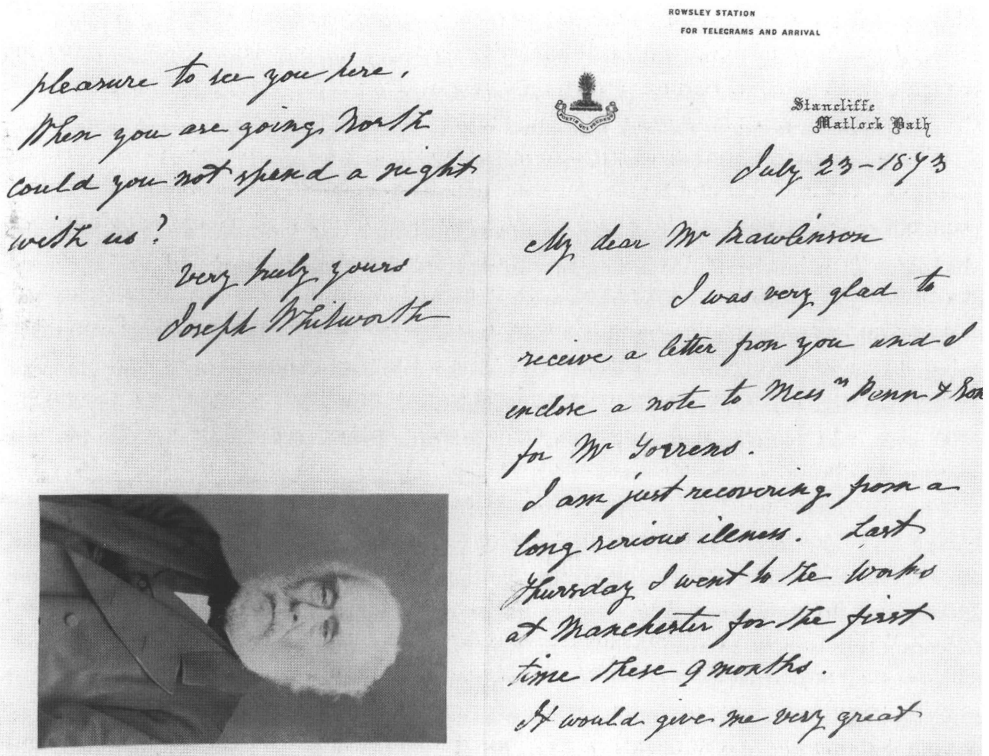 ROWSLEY STATION
FOR TELEGRAMS AND ARRIVAL
Stancliffe
Matlock Bath
July 23-1873
My dear Mr Rawlinson
I was very glad to
receive a letter from you and I
enclose a note to Messrs Penn & Son
for Mr Torrens.
I am just recovering from a
long serious illness. Last
Thursday I went to the works
at Manchester for the first
time these 9 months.
It would give me very great
pleasure to see you here.
When you are going North
could you not spend a night
with us?
Very truly yours
Joseph Whitworth